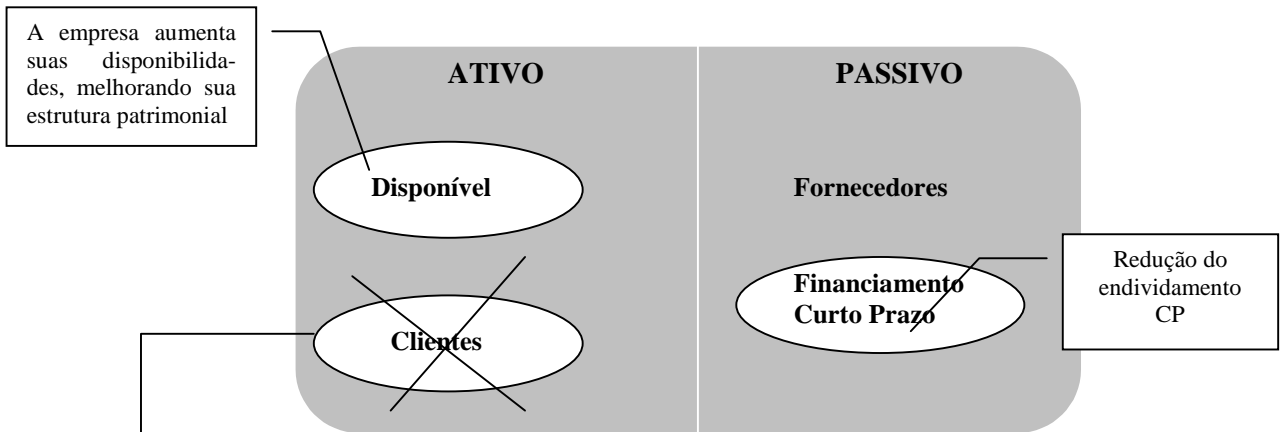 A empresa aumenta
suas disponibilida-
des, melhorando sua
estrutura patrimonial
ATIVO
PASSIVO
Disponível
Fornecedores
Financiamento
Curto Prazo
Redução do
endividamento
CP
Clientes